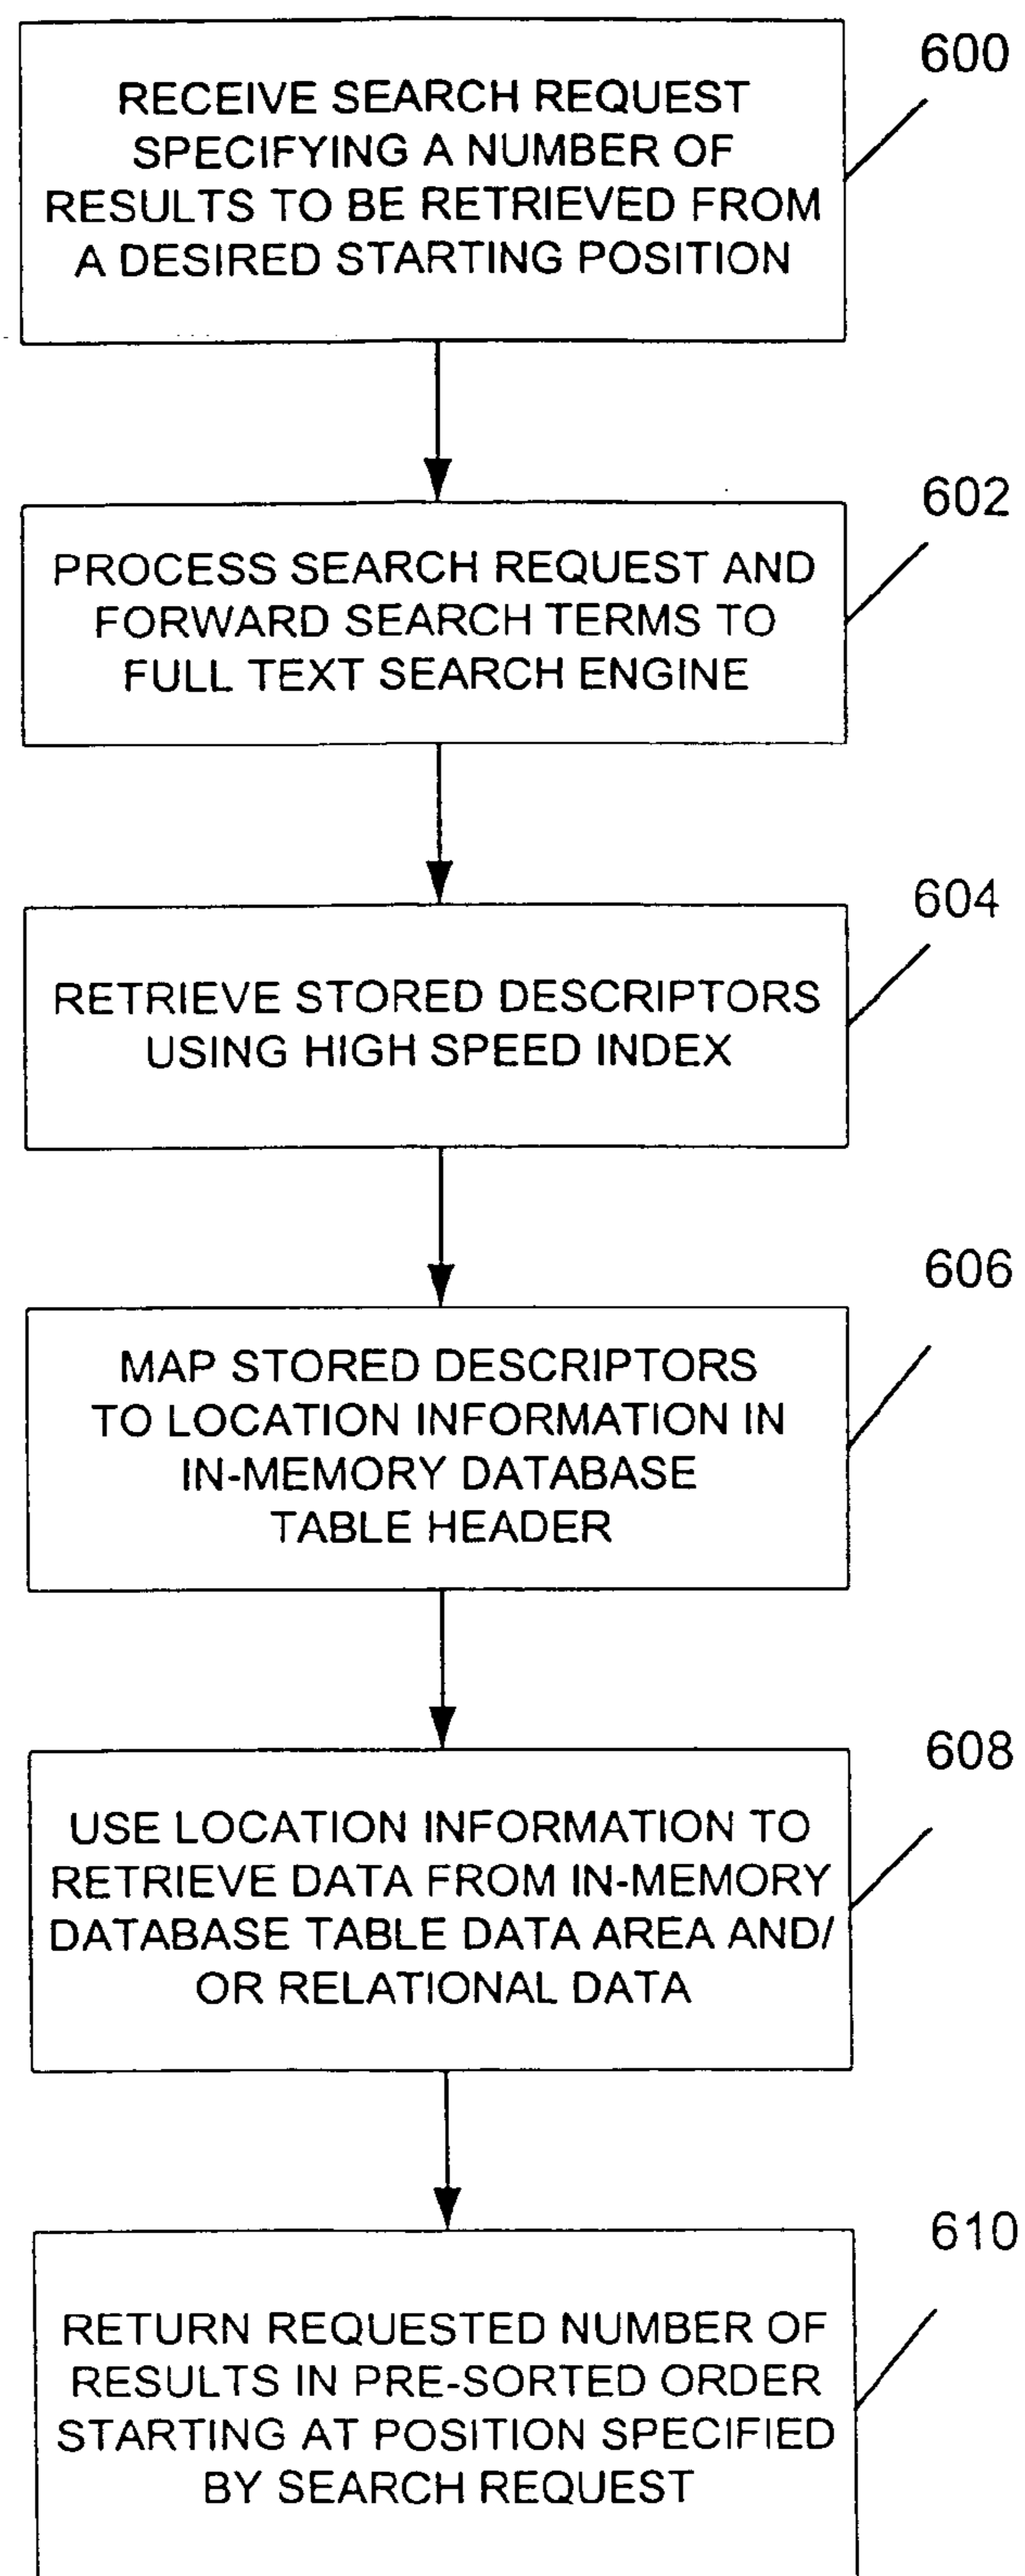 600
RECEIVE SEARCH REQUEST
SPECIFYING A NUMBER OF
RESULTS TO BE RETRIEVED FROM
A DESIRED STARTING POSITION
602
PROCESS SEARCH REQUEST AND
FORWARD SEARCH TERMS TO
FULL TEXT SEARCH ENGINE
604
RETRIEVE STORED DESCRIPTORS
USING HIGH SPEED INDEX
606
MAP STORED DESCRIPTORS
TO LOCATION INFORMATION IN
IN-MEMORY DATABASE
TABLE HEADER
608
USE LOCATION INFORMATION TO
RETRIEVE DATA FROM IN-MEMORY
DATABASE TABLE DATA AREA AND/
OR RELATIONAL DATA
610
RETURN REQUESTED NUMBER OF
RESULTS IN PRE-SORTED ORDER
STARTING AT POSITION SPECIFIED
BY SEARCH REQUEST